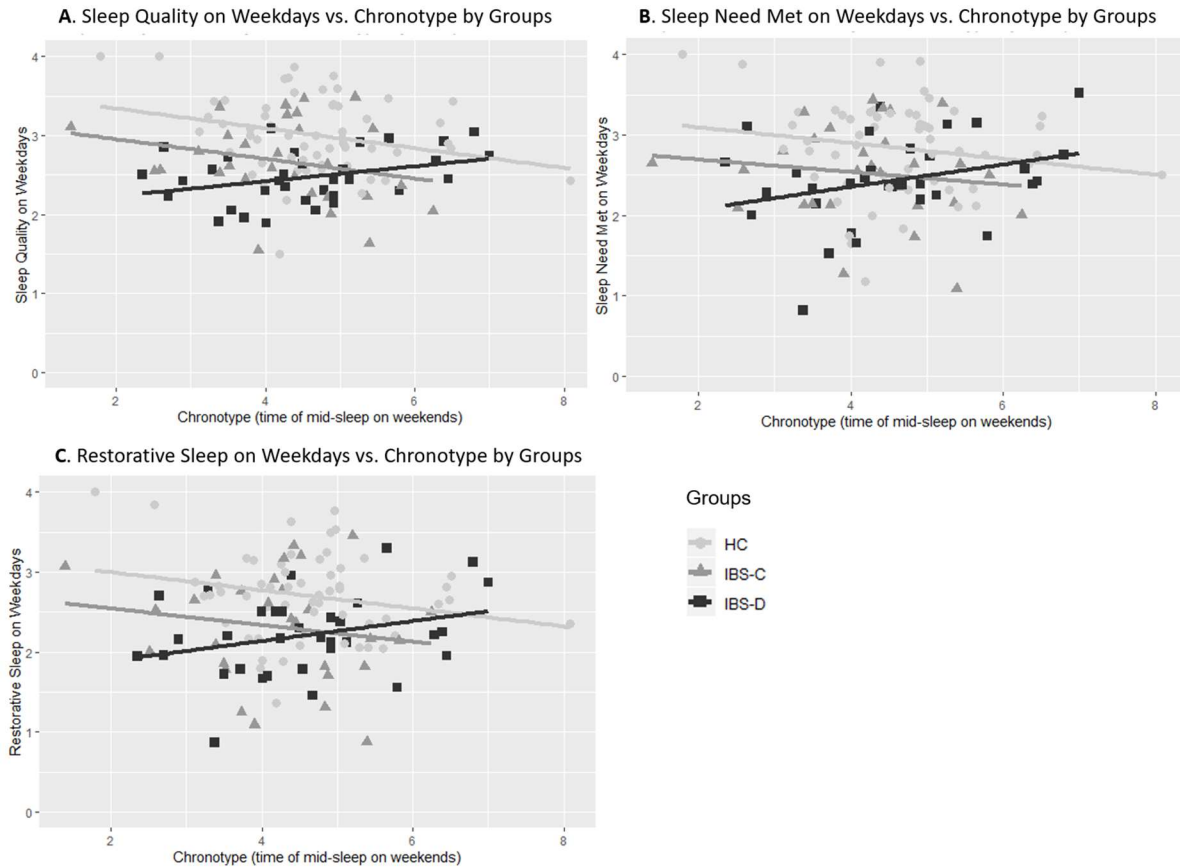 A. Sleep Quality on Weekdays vs. Chronotype by Groups
4
3
2
1
0
Sleep Quality on Weekdays
2 4 6 8
Chronotype (time of mid-sleep on weekends)
B. Sleep Need Met on Weekdays vs. Chronotype by Groups
4
3
2
1
0
Sleep Need Met on Weekdays
2 4 6 8
Chronotype (time of mid-sleep on weekends)
C. Restorative Sleep on Weekdays vs. Chronotype by Groups
4
3
2
1
0
Restorative Sleep on Weekdays
2 4 6 8
Chronotype (time of mid-sleep on weekends)
Groups
HC
IBS-C
IBS-D